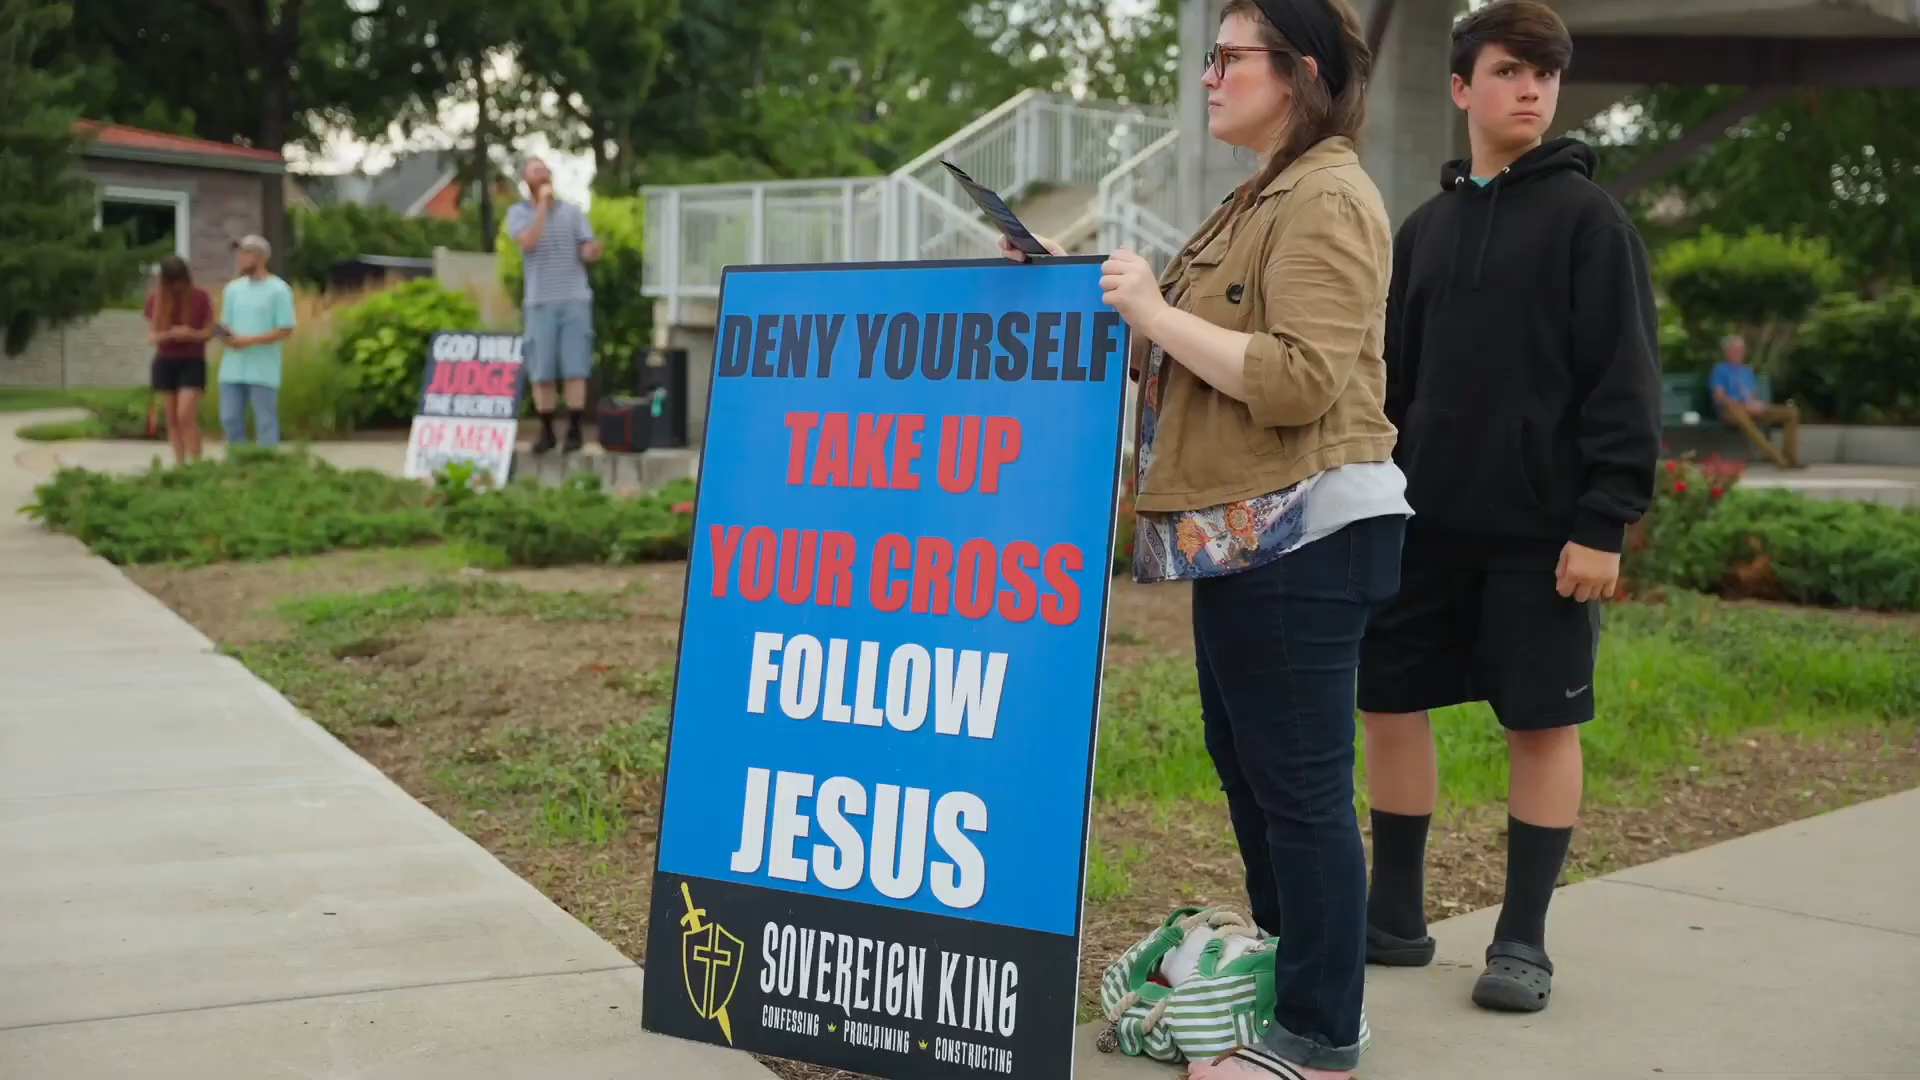 GOD WILL
JUDGE
THE SECRETS
OF MEN
THROUGH
DENY YOURSELF
TAKE UP
YOUR CROSS
FOLLOW
JESUS
SOVEREIGN KING
CONFESSING PROCLAIMING CONSTRUCTING